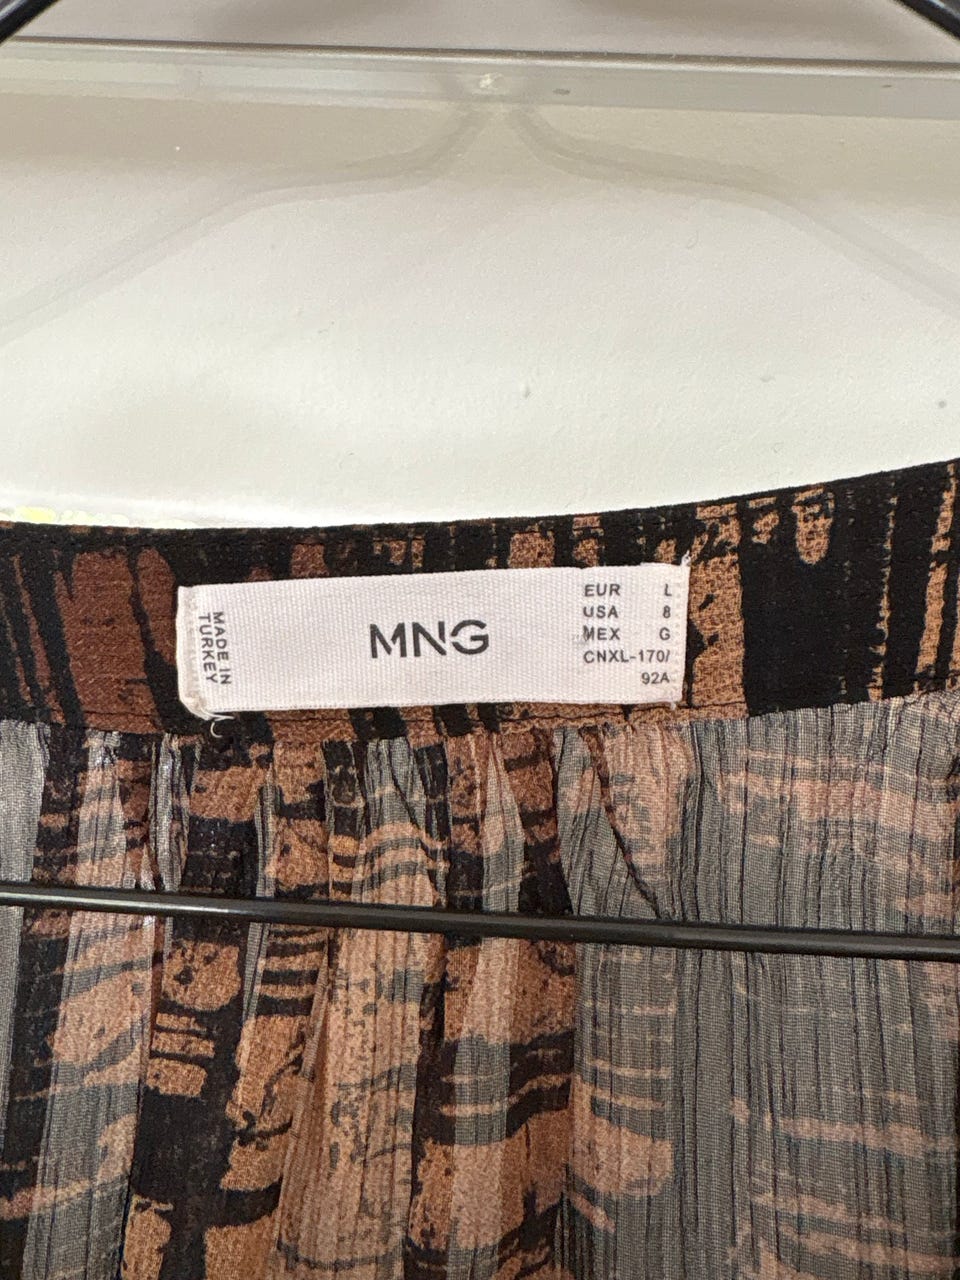 MADE IN
TURKEY
MNG
EUR L
USA 8
MEX G
CNXL-170/
92A